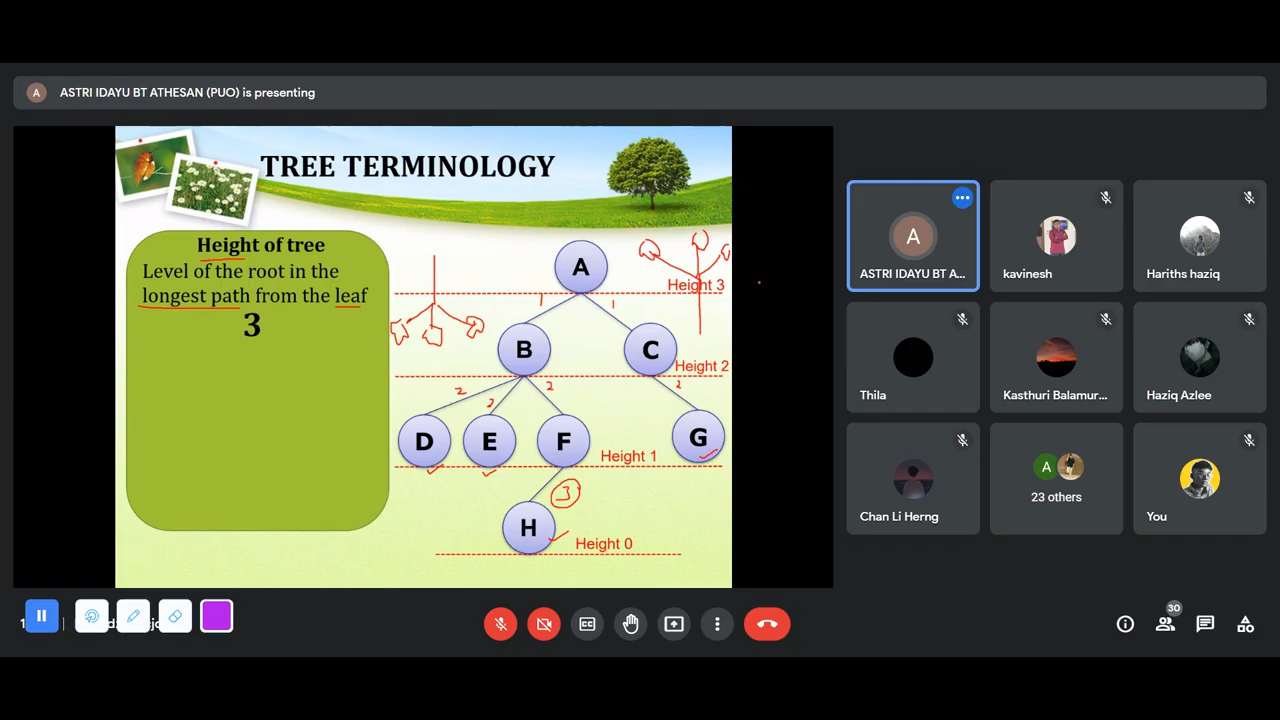 A ASTRI IDAYU BT ATHESAN (PUO) is presenting
TREE TERMINOLOGY
Height of tree
Level of the root in the
longest path from the leaf
3
A
Height 3
1 1
B C
Height 2
2 2 2 2
D E F G
Height 1
3
H
Height 0
A
ASTRI IDAYU BT A...
kavinesh
Hariths haziq
Thila
Kasthuri Balamur...
Haziq Azlee
Chan Li Herng
A
23 others
You
30